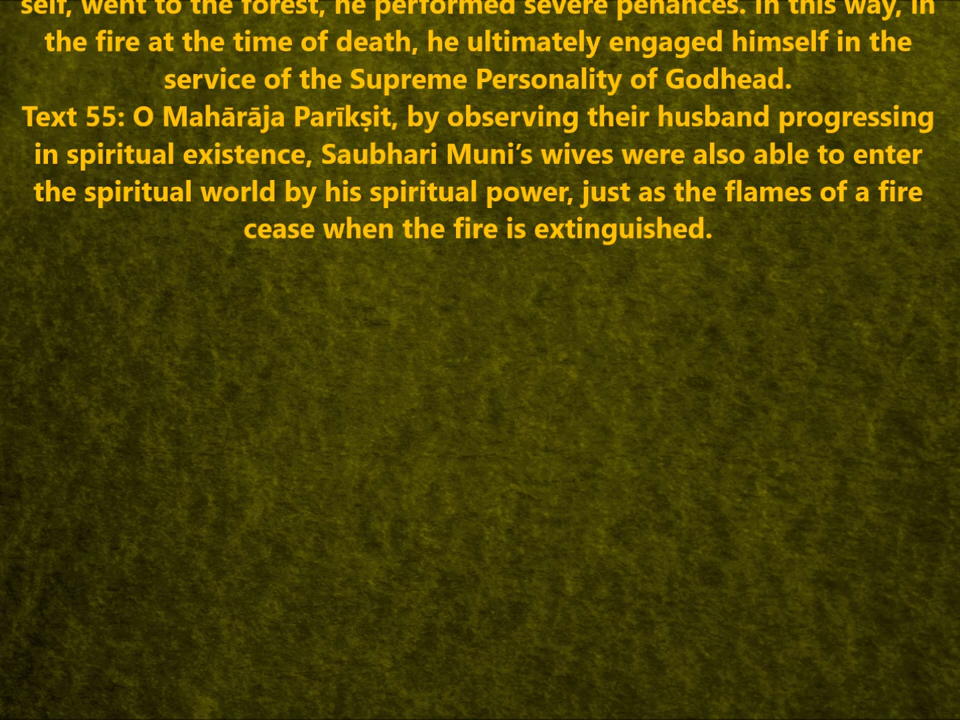 self, went to the forest, he performed severe penances. In this way, in
the fire at the time of death, he ultimately engaged himself in the
service of the Supreme Personality of Godhead.
Text 55: O Mahārāja Parīkṣit, by observing their husband progressing
in spiritual existence, Saubhari Muni’s wives were also able to enter
the spiritual world by his spiritual power, just as the flames of a fire
cease when the fire is extinguished.